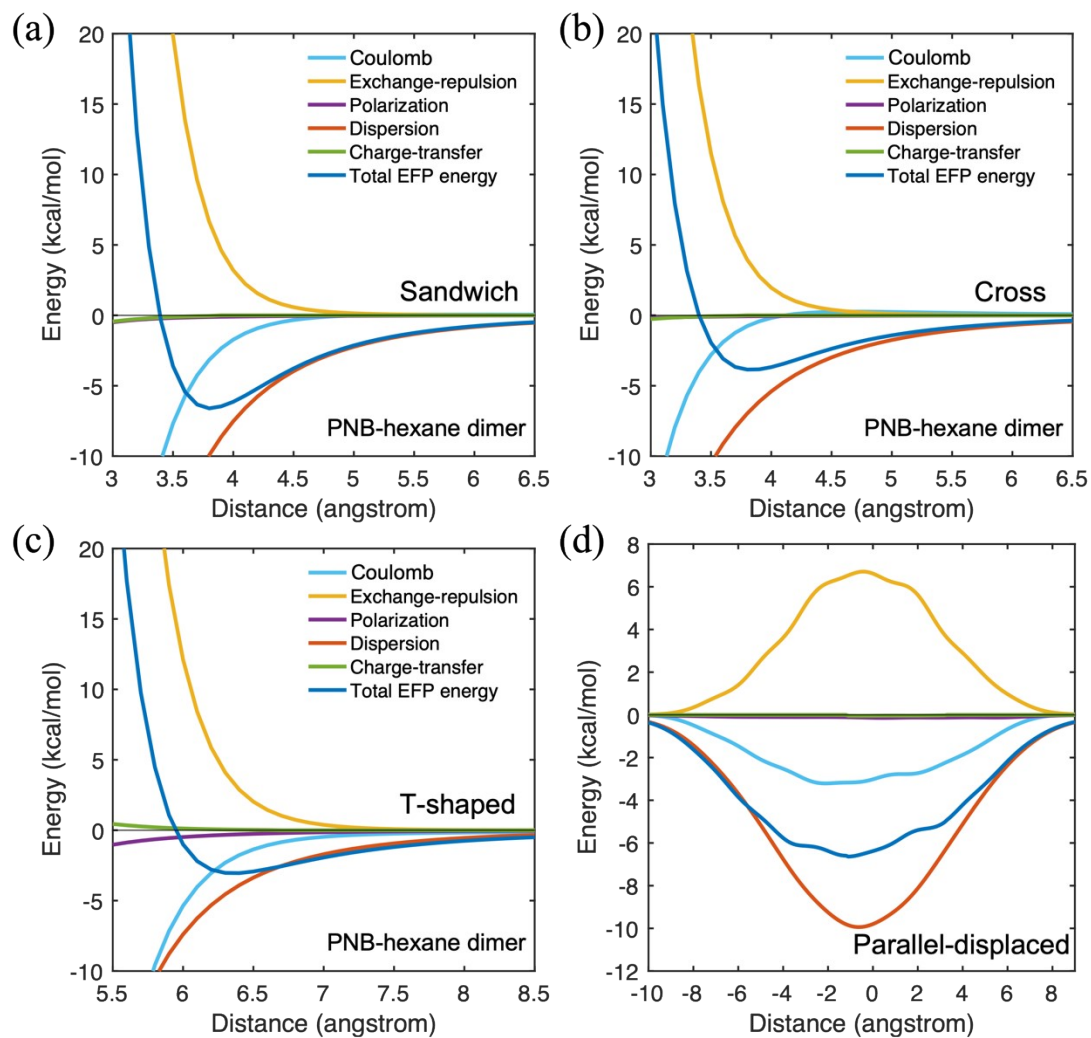 (a)
20
15
10
5
0
-5
-10
Energy (kcal/mol)
Coulomb
Exchange-repulsion
Polarization
Dispersion
Charge-transfer
Total EFP energy
Sandwich
PNB-hexane dimer
3 3.5 4 4.5 5 5.5 6 6.5
Distance (angstrom)
(b)
20
15
10
5
0
-5
-10
Energy (kcal/mol)
Coulomb
Exchange-repulsion
Polarization
Dispersion
Charge-transfer
Total EFP energy
Cross
PNB-hexane dimer
3 3.5 4 4.5 5 5.5 6 6.5
Distance (angstrom)
(c)
20
15
10
5
0
-5
-10
Energy (kcal/mol)
Coulomb
Exchange-repulsion
Polarization
Dispersion
Charge-transfer
Total EFP energy
T-shaped
PNB-hexane dimer
5.5 6 6.5 7 7.5 8 8.5
Distance (angstrom)
(d)
8
6
4
2
0
-2
-4
-6
-8
-10
-12
Energy (kcal/mol)
Parallel-displaced
-10 -8 -6 -4 -2 0 2 4 6 8
Distance (angstrom)